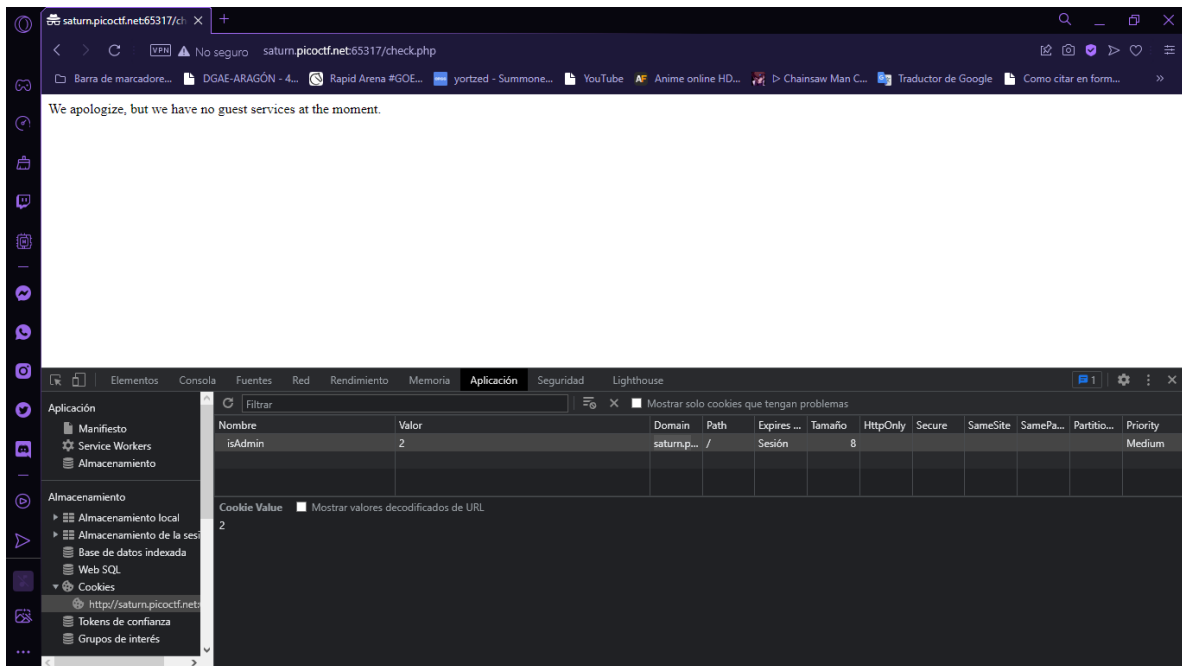 saturn.picoctf.net:65317/ch
VPN No seguro saturn.picoctf.net:65317/check.php
Barra de marcadore... DGAE-ARAGÓN - 4... Rapid Arena #GOE... yortzed - Summone... YouTube AF Anime online HD... ▷ Chainsaw Man C... Traductor de Google Como citar en form... »
We apologize, but we have no guest services at the moment.
Elementos Consola Fuentes Red Rendimiento Memoria Aplicación Seguridad Lighthouse 1
Aplicación
Manifiesto
Service Workers
Almacenamiento
Almacenamiento
Almacenamiento local
Almacenamiento de la sesi
Base de datos indexada
Web SQL
Cookies
http://saturn.picoctf.net:
Tokens de confianza
Grupos de interés
Filtrar Mostrar solo cookies que tengan problemas
Nombre Valor Domain Path Expires ... Tamaño HttpOnly Secure SameSite SamePa... Partitio... Priority
isAdmin 2 saturn.p... / Sesión 8 Medium
Cookie Value Mostrar valores decodificados de URL
2